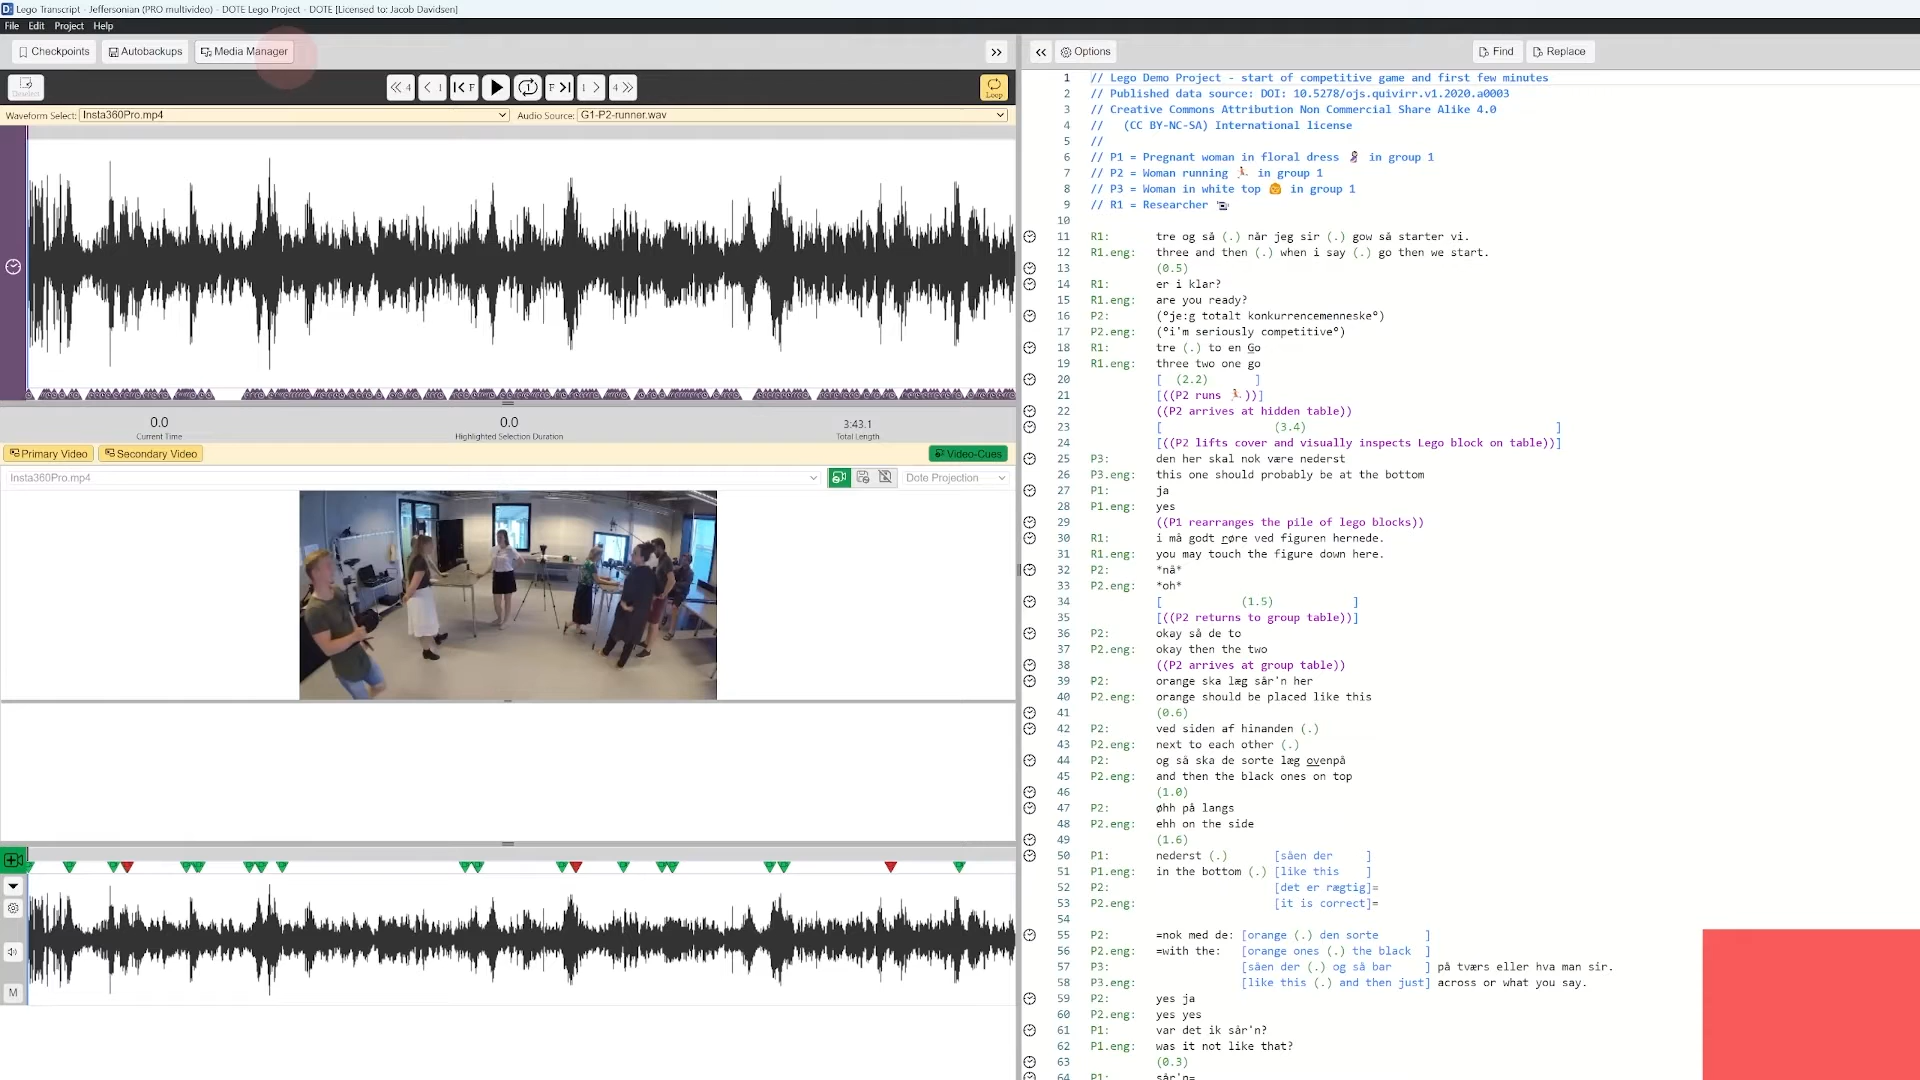 Lego Transcript - Jeffersonian (PRO multivideo) - DOTE Lego Project - DOTE [Licensed to: Jacob Davidsen]
File Edit Project Help
Checkpoints Autobackups Media Manager
Options Find Replace
Deselect 4 1 F 1 F 1 4 Loop
Waveform Select: Insta360Pro.mp4 Audio Source: G1-P2-runner.wav
0.0 0.0 3:43.1
Current Time Highlighted Selection Duration Total Length
Primary Video Secondary Video Video-Cues
Insta360Pro.mp4 Dote Projection
M
1 // Lego Demo Project - start of competitive game and first few minutes
2 // Published data source: DOI: 10.5278/ojs.quivirr.v1.2020.a0003
3 // Creative Commons Attribution Non Commercial Share Alike 4.0
4 // (CC BY-NC-SA) International license
5 //
6 // P1 = Pregnant woman in floral dress in group 1
7 // P2 = Woman running in group 1
8 // P3 = Woman in white top in group 1
9 // R1 = Researcher
10
11 R1: tre og så (.) når jeg sir (.) gow så starter vi.
12 R1.eng: three and then (.) when i say (.) go then we start.
13 (0.5)
14 R1: er i klar?
15 R1.eng: are you ready?
16 P2: (°je:g totalt konkurrencemenneske°)
17 P2.eng: (°i'm seriously competitive°)
18 R1: tre (.) to en Go
19 R1.eng: three two one go
20 [ (2.2) ]
21 [((P2 runs ))]
22 ((P2 arrives at hidden table))
23 [ (3.4) ]
24 [((P2 lifts cover and visually inspects Lego block on table))]
25 P3: den her skal nok være nederst
26 P3.eng: this one should probably be at the bottom
27 P1: ja
28 P1.eng: yes
29 ((P1 rearranges the pile of lego blocks))
30 R1: i må godt røre ved figuren hernede.
31 R1.eng: you may touch the figure down here.
32 P2: *nå*
33 P2.eng: *oh*
34 [ (1.5) ]
35 [((P2 returns to group table))]
36 P2: okay så de to
37 P2.eng: okay then the two
38 ((P2 arrives at group table))
39 P2: orange ska læg sår'n her
40 P2.eng: orange should be placed like this
41 (0.6)
42 P2: ved siden af hinanden (.)
43 P2.eng: next to each other (.)
44 P2: og så ska de sorte læg ovenpå
45 P2.eng: and then the black ones on top
46 (1.0)
47 P2: øhh på langs
48 P2.eng: ehh on the side
49 (1.6)
50 P1: nederst (.) [såen der ]
51 P1.eng: in the bottom (.) [like this ]
52 P2: [det er rægtig]=
53 P2.eng: [it is correct]=
54
55 P2: =nok med de: [orange (.) den sorte ]
56 P2.eng: =with the: [orange ones (.) the black ]
57 P3: [såen der (.) og så bar ] på tværs eller hva man sir.
58 P3.eng: [like this (.) and then just] across or what you say.
59 P2: yes ja
60 P2.eng: yes yes
61 P1: var det ik sår'n?
62 P1.eng: was it not like that?
63 (0.3)
64 P1: sår'n=